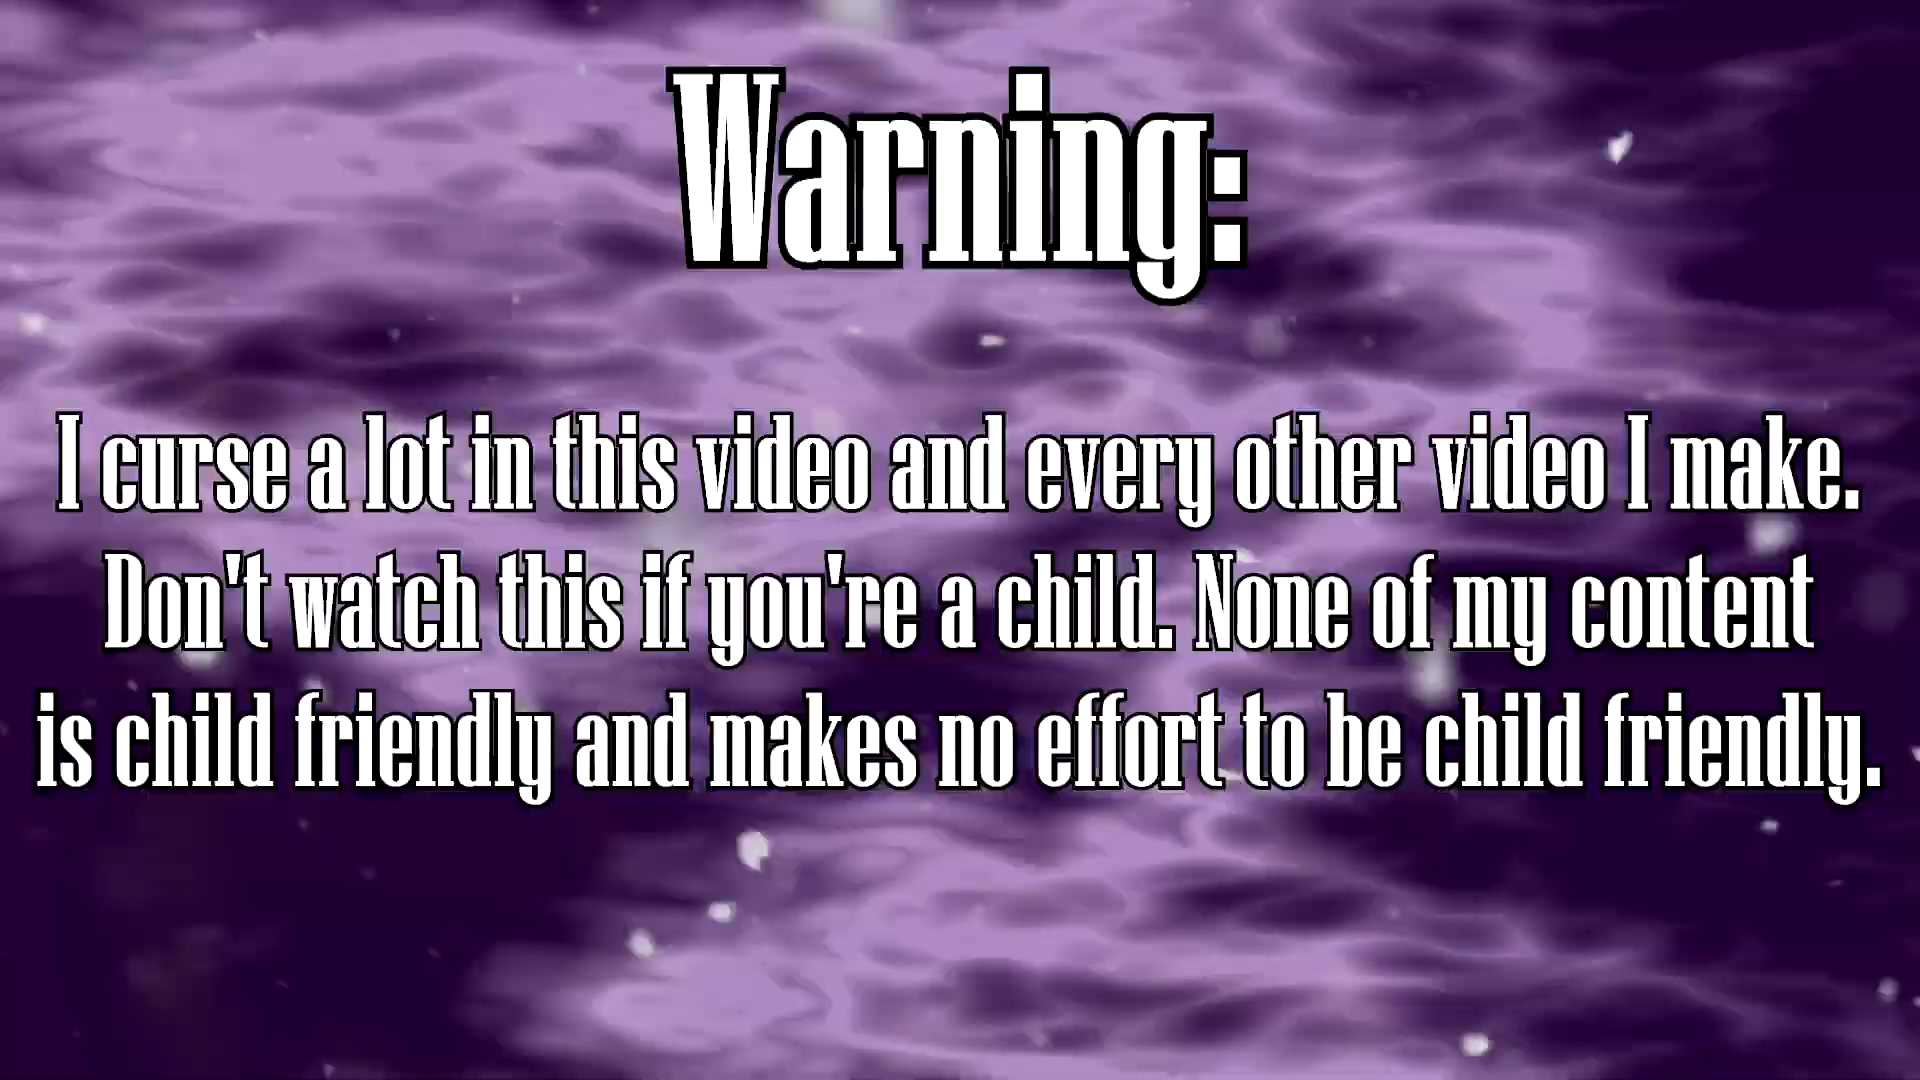 Warning:
I curse a lot in this video and every other video I make.
Don't watch this if you're a child. None of my content
is child friendly and makes no effort to be child friendly.